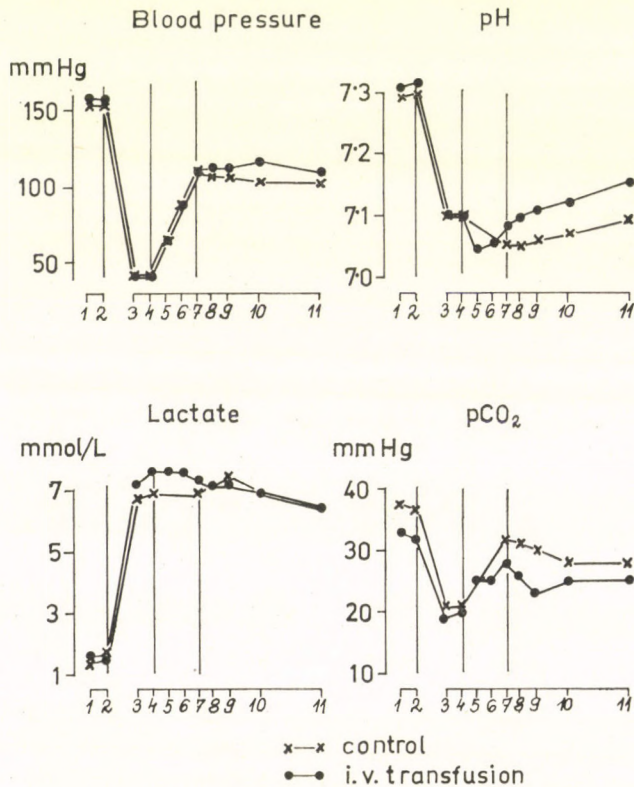 Blood pressure
mmHg
150
100
50
1 2 3 4 5 6 7 8 9 10 11
pH
7·3
7·2
7·1
7·0
1 2 3 4 5 6 7 8 9 10 11
Lactate
mmol/L
7
5
3
1
1 2 3 4 5 6 7 8 9 10 11
pCO₂
mmHg
40
30
20
10
1 2 3 4 5 6 7 8 9 10 11
x—x control
●—● i.v. transfusion